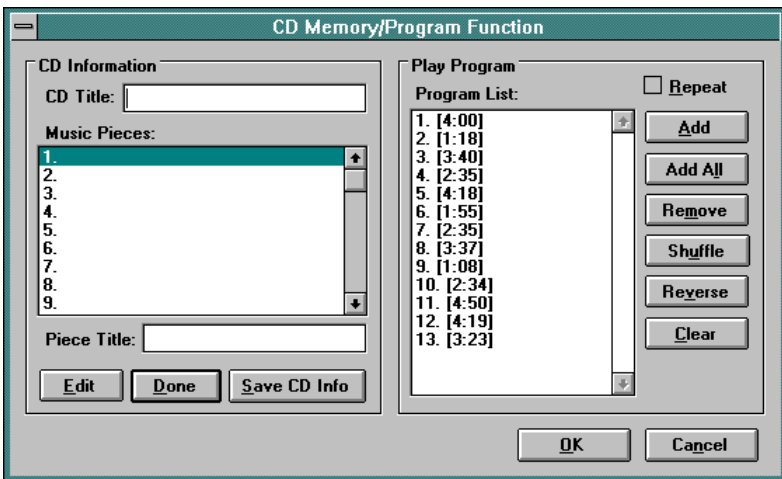 CD Memory/Program Function
CD Information
CD Title:
Music Pieces:
1.
2.
3.
4.
5.
6.
7.
8.
9.
Piece Title:
Edit Done Save CD Info
Play Program
Program List:
Repeat
1. [4:00]
2. [1:18]
3. [3:40]
4. [2:35]
5. [4:18]
6. [1:55]
7. [2:35]
8. [3:37]
9. [1:08]
10. [2:34]
11. [4:50]
12. [4:19]
13. [3:23]
Add
Add All
Remove
Shuffle
Reverse
Clear
OK Cancel